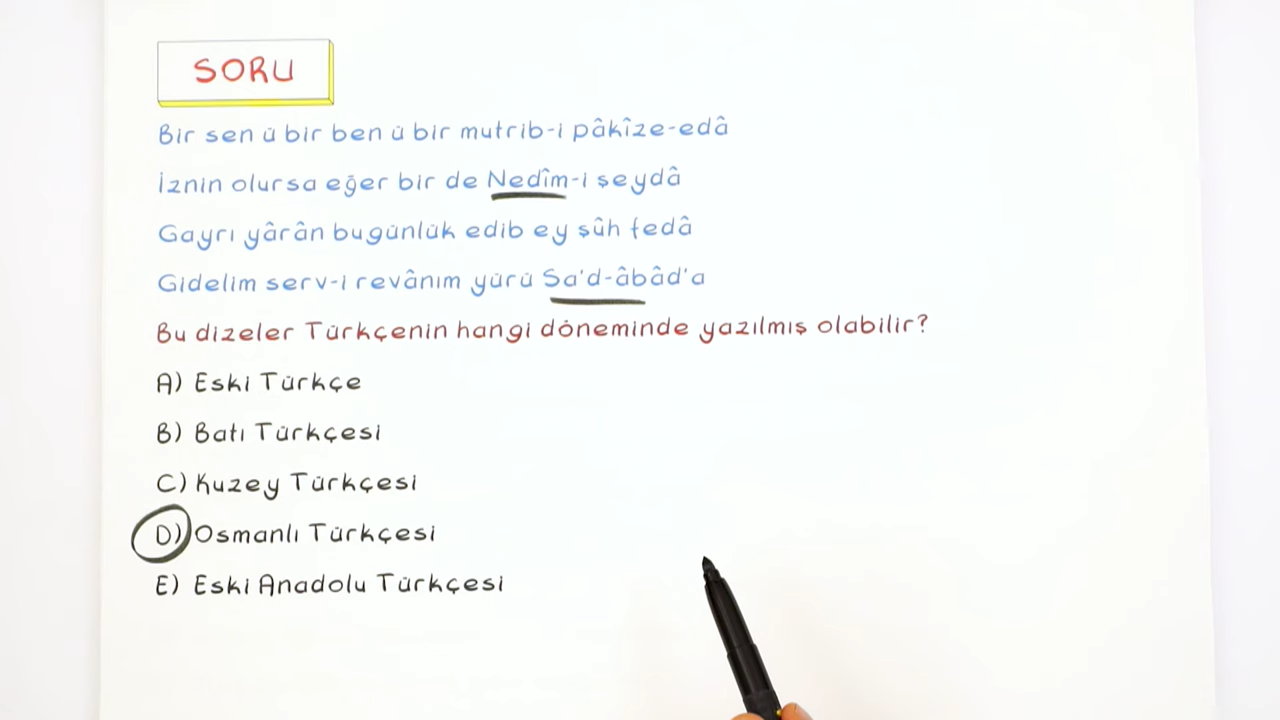 SORU
Bir sen ü bir ben ü bir mutrib-i pâkîze-edâ
İznin olursa eğer bir de Nedîm-i şeydâ
Gayrı yârân bugünlük edib ey şûh fedâ
Gidelim serv-i revânım yürü Sa'd-âbâd'a
Bu dizeler Türkçenin hangi döneminde yazılmış olabilir?
A) Eski Türkçe
B) Batı Türkçesi
C) Kuzey Türkçesi
D) Osmanlı Türkçesi
E) Eski Anadolu Türkçesi